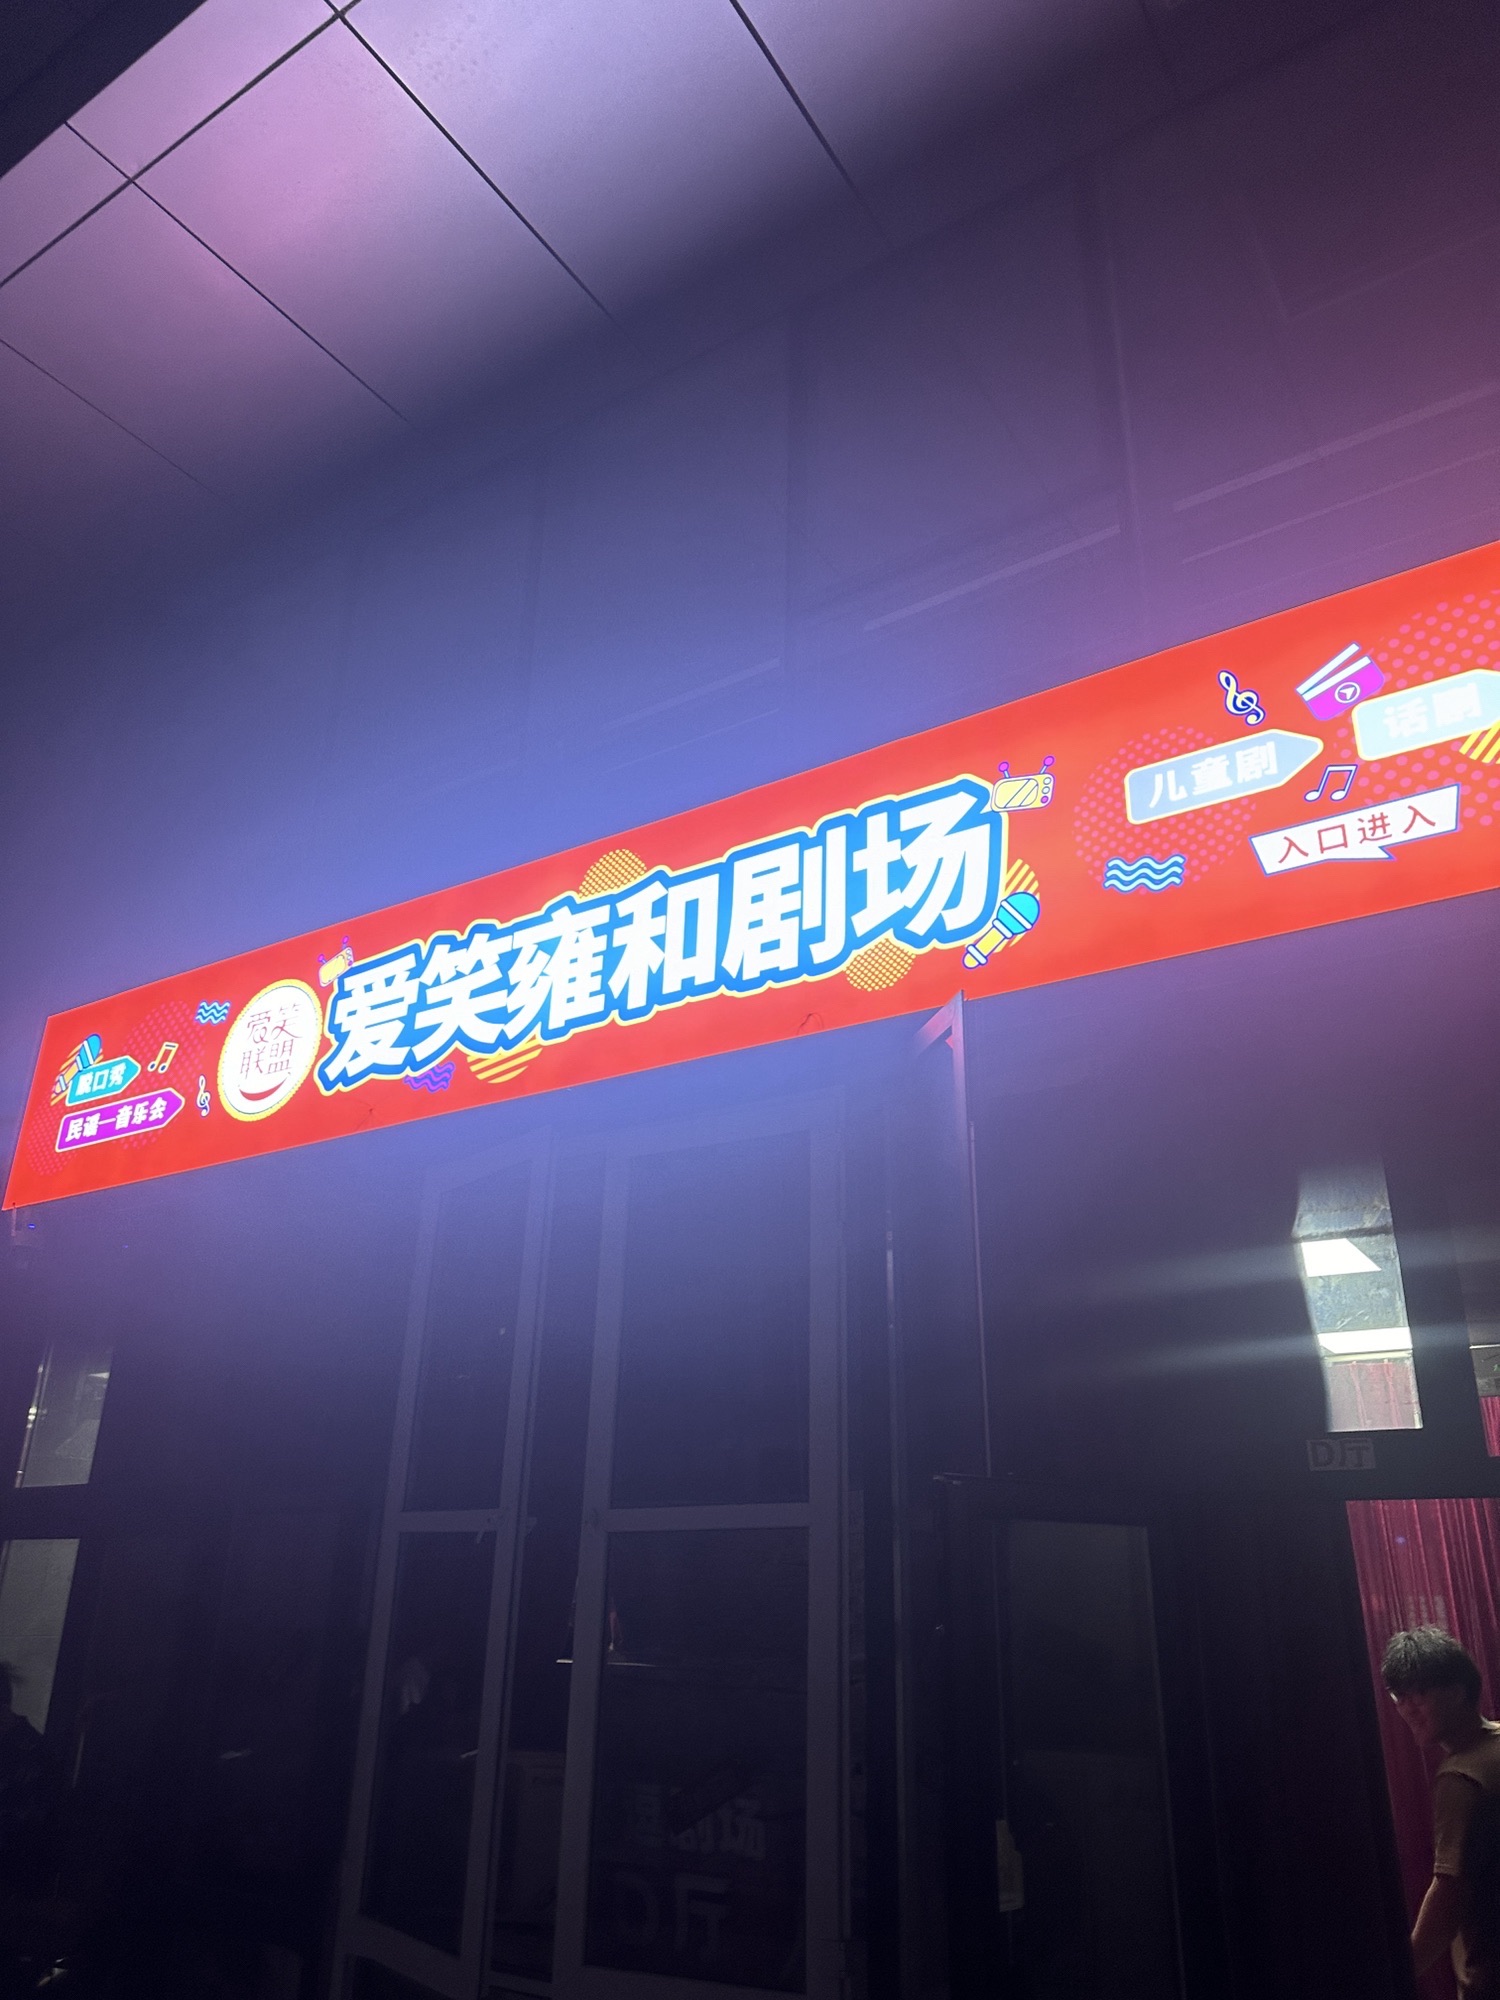 脱口秀
民谣—音乐会
爱笑
联盟
爱笑雍和剧场
儿童剧
话剧
入口进入
D厅